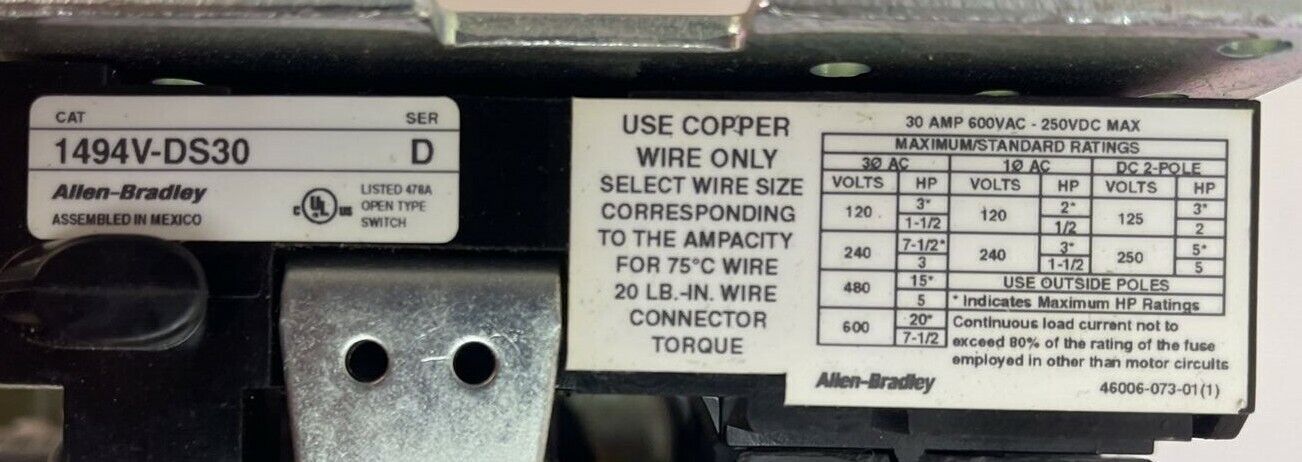 CAT SER
1494V-DS30 D
Allen-Bradley
ASSEMBLED IN MEXICO
C UL US
LISTED 478A
OPEN TYPE
SWITCH
USE COPPER
WIRE ONLY
SELECT WIRE SIZE
CORRESPONDING
TO THE AMPACITY
FOR 75°C WIRE
20 LB.-IN. WIRE
CONNECTOR
TORQUE
30 AMP 600VAC - 250VDC MAX
MAXIMUM/STANDARD RATINGS
3Ø AC 1Ø AC DC 2-POLE
VOLTS HP VOLTS HP VOLTS HP
120 3* 120 2* 125 3*
1-1/2 1/2 2
240 7-1/2* 240 3* 250 5*
3 1-1/2 5
480 15* USE OUTSIDE POLES
5 * Indicates Maximum HP Ratings
600 20* Continuous load current not to
7-1/2 exceed 80% of the rating of the fuse
employed in other than motor circuits
Allen-Bradley 46006-073-01(1)